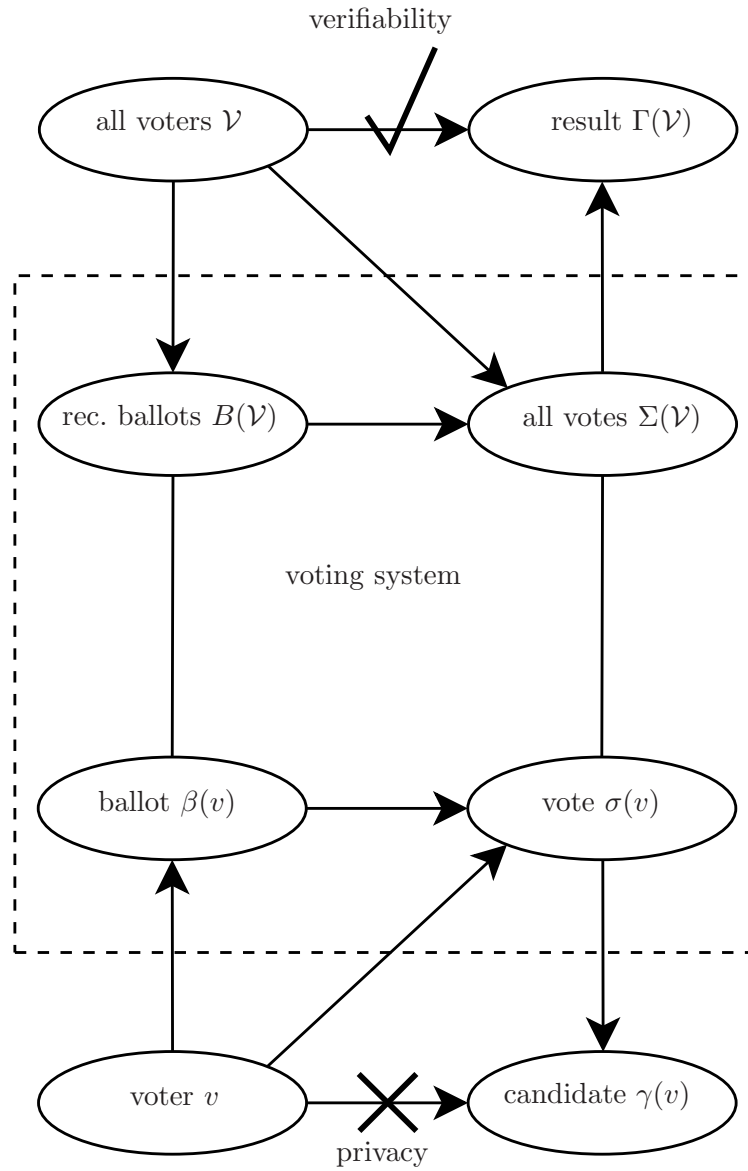 verifiability
all voters 𝒱
result Γ(𝒱)
rec. ballots B(𝒱)
all votes Σ(𝒱)
voting system
ballot β(v)
vote σ(v)
voter v
candidate γ(v)
privacy